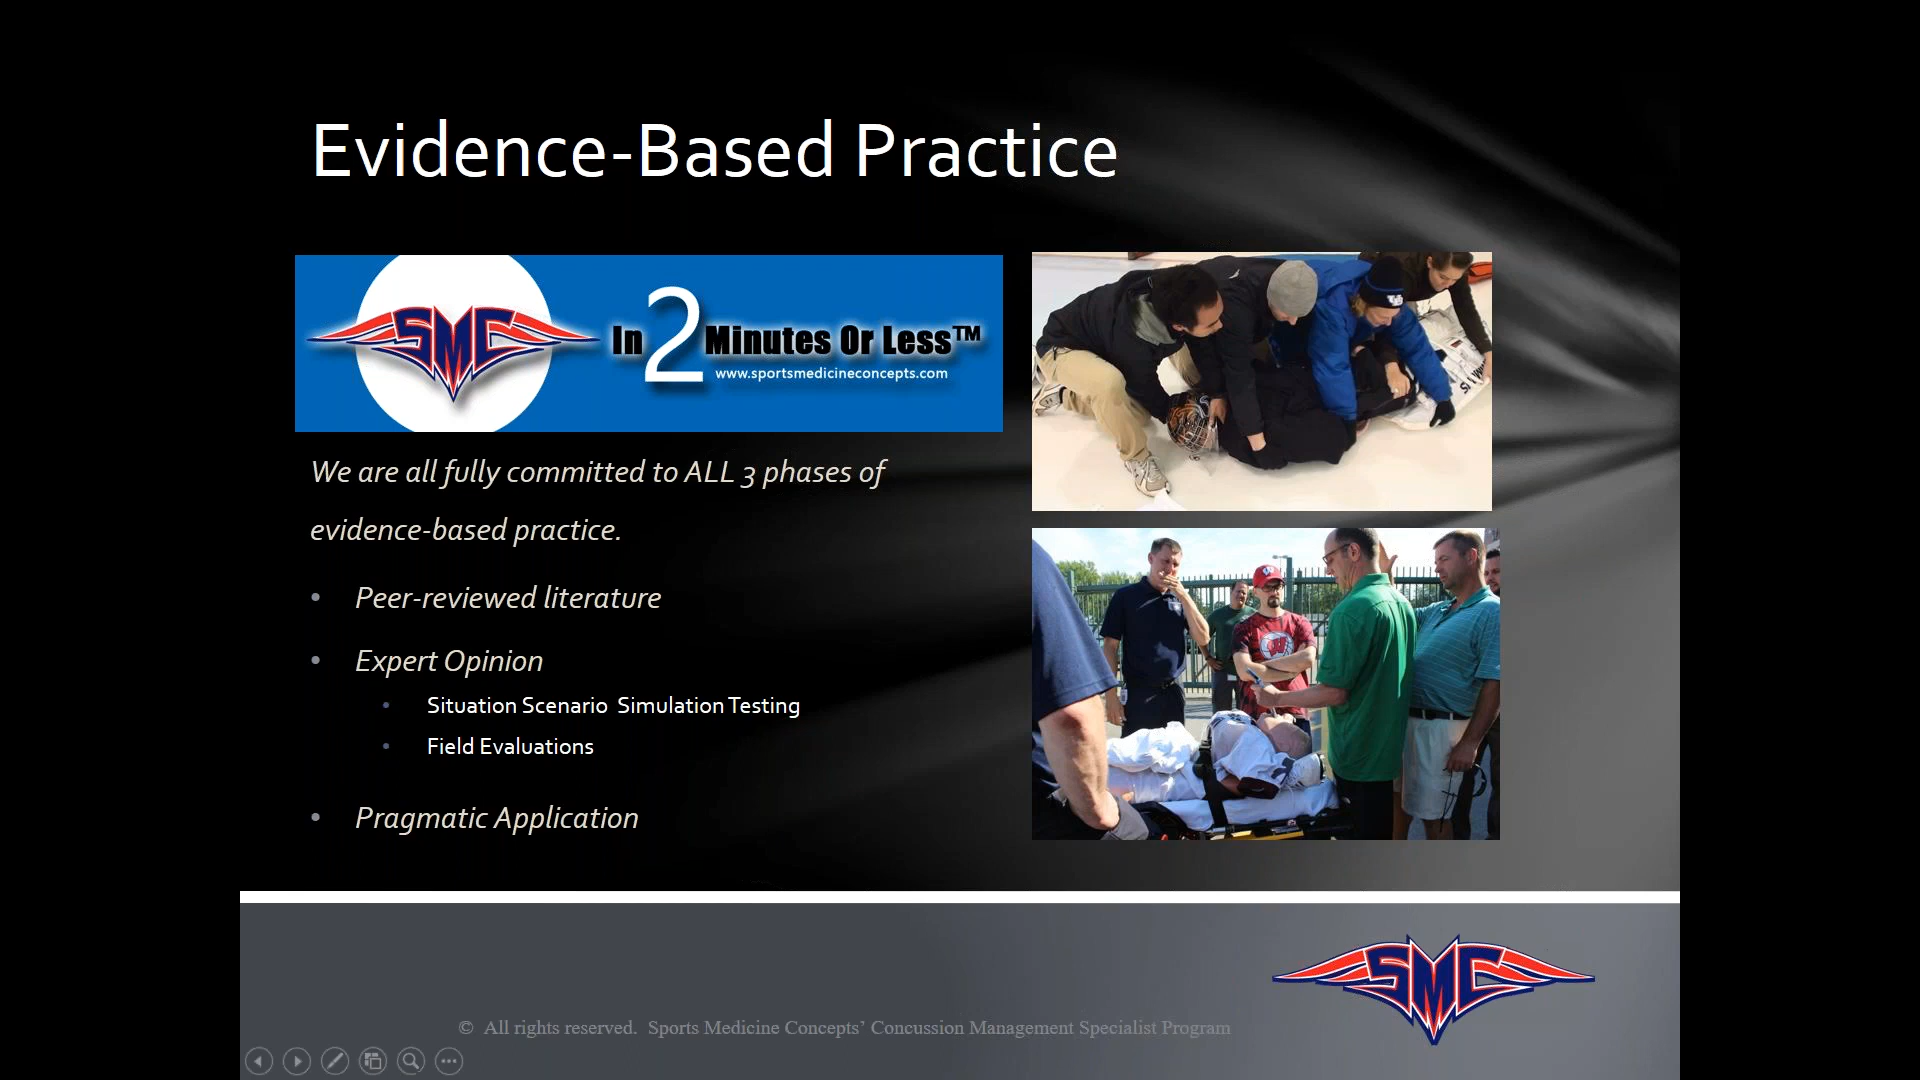 Evidence-Based Practice
SMC
In 2 Minutes Or Less™
www.sportsmedicineconcepts.com
We are all fully committed to ALL 3 phases of
evidence-based practice.
• Peer-reviewed literature
• Expert Opinion
• Situation Scenario  Simulation Testing
• Field Evaluations
• Pragmatic Application
W
SMC
© All rights reserved.  Sports Medicine Concepts’ Concussion Management Specialist Program